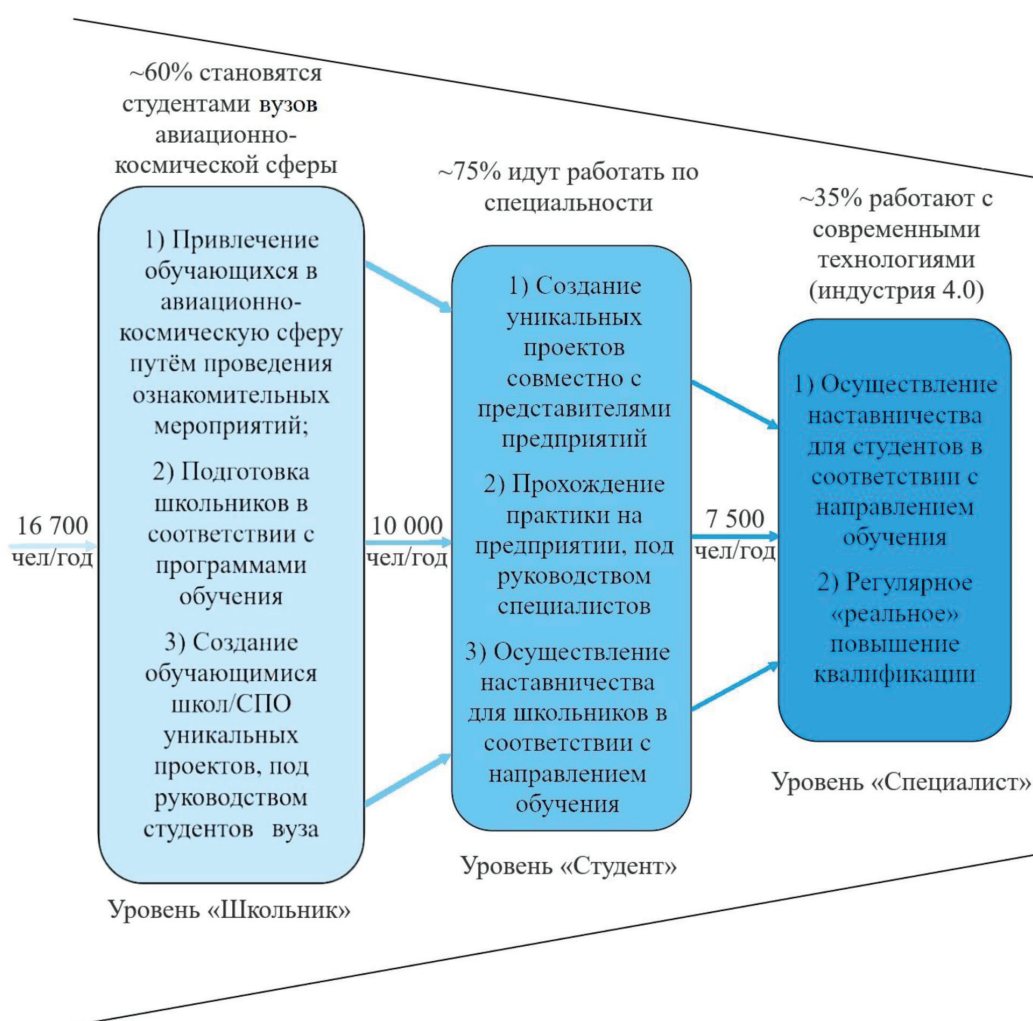 ~60% становятся
студентами вузов
авиационно-
космической сферы
1) Привлечение
обучающихся в
авиационно-
космическую сферу
путём проведения
ознакомительных
мероприятий;
2) Подготовка
школьников в
соответствии с
программами
обучения
3) Создание
обучающимися
школ/СПО
уникальных
проектов, под
руководством
студентов вуза
Уровень «Школьник»
16 700
чел/год
10 000
чел/год
~75% идут работать по
специальности
1) Создание
уникальных
проектов
совместно с
представителями
предприятий
2) Прохождение
практики на
предприятии, под
руководством
специалистов
3) Осуществление
наставничества
для школьников в
соответствии с
направлением
обучения
Уровень «Студент»
7 500
чел/год
~35% работают с
современными
технологиями
(индустрия 4.0)
1) Осуществление
наставничества
для студентов в
соответствии с
направлением
обучения
2) Регулярное
«реальное»
повышение
квалификации
Уровень «Специалист»